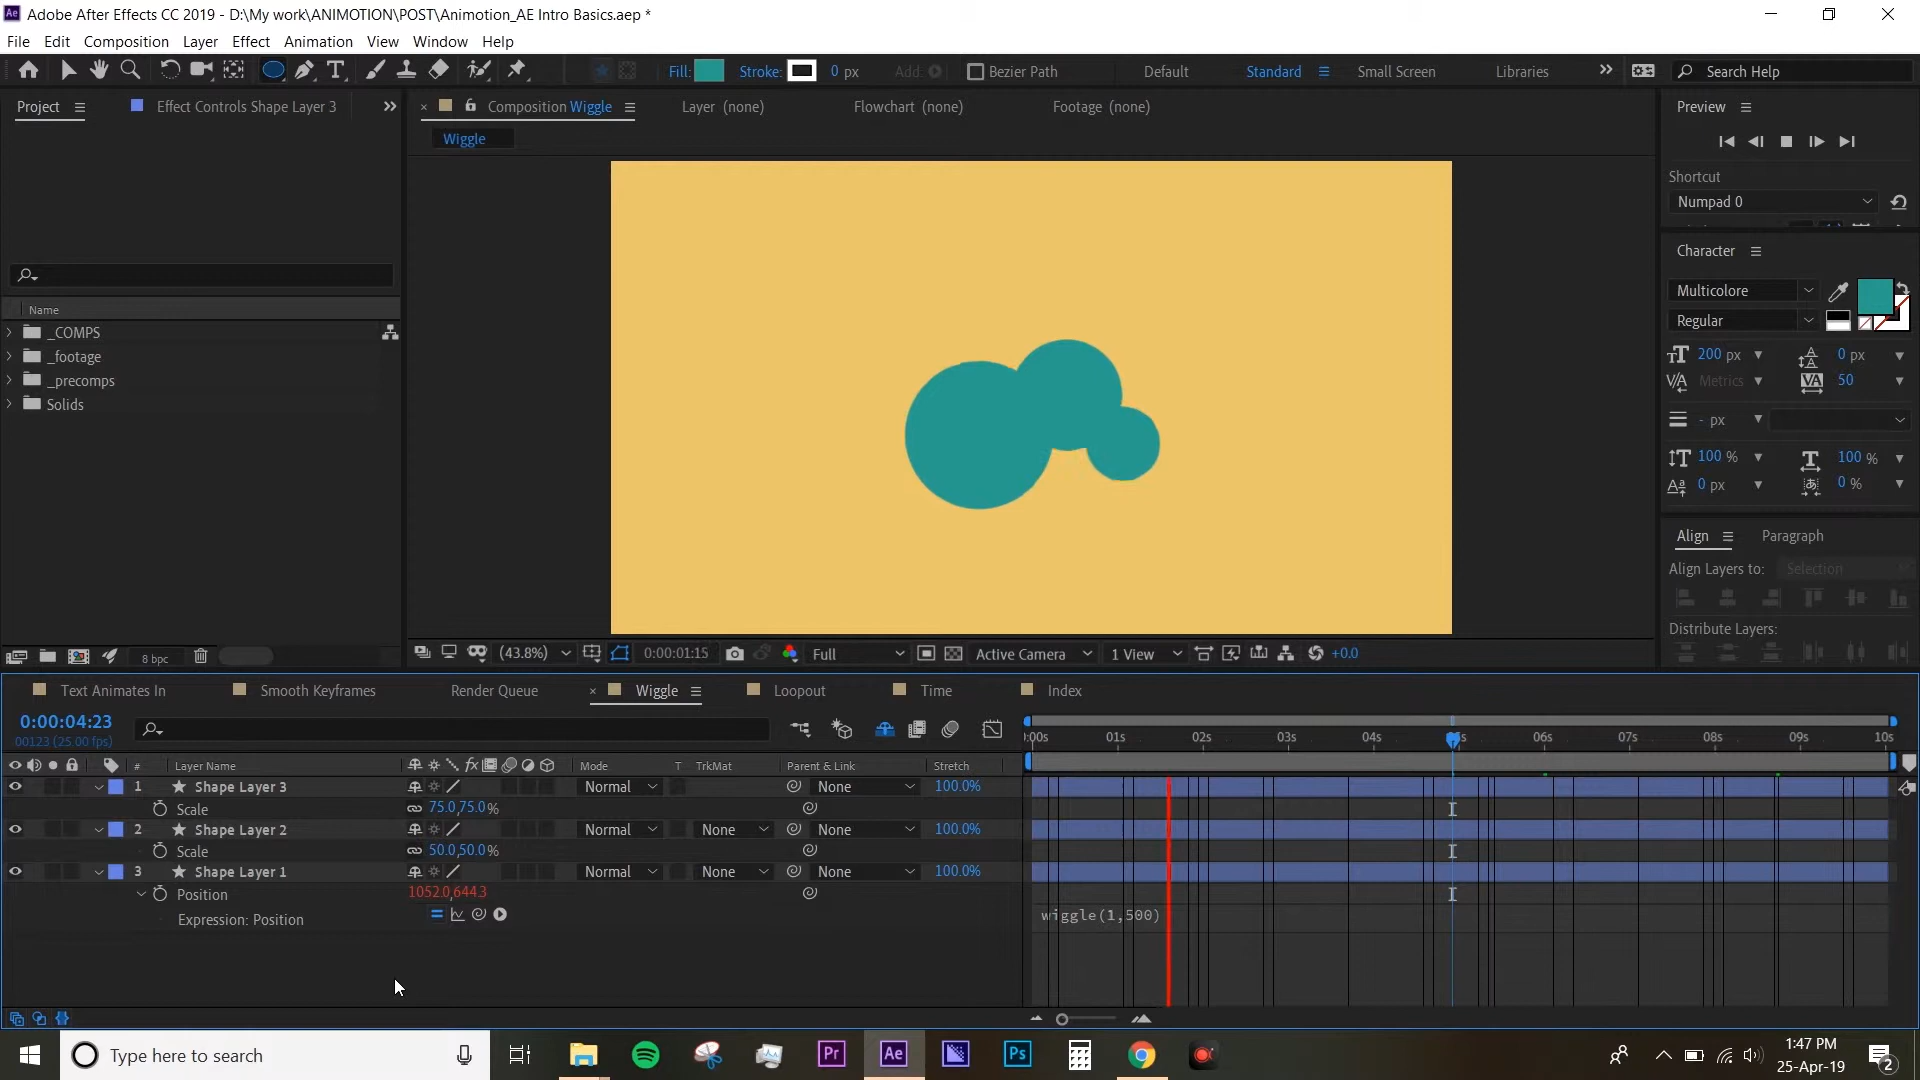 Adobe After Effects CC 2019 - D:\My work\ANIMOTION\POST\Animotion_AE Intro Basics.aep *
File Edit Composition Layer Effect Animation View Window Help
Fill: Stroke: 0 px Add: Bezier Path Default Standard Small Screen Libraries Search Help
Project Effect Controls Shape Layer 3
Composition Wiggle Layer (none) Flowchart (none) Footage (none)
Wiggle
Name
_COMPS
_footage
_precomps
Solids
8 bpc
(43.8%) 0:00:01:15 Full Active Camera 1 View +0.0
Preview
Shortcut
Numpad 0
Character
Multicolore
Regular
200 px 0 px
Metrics 50
- px
100 % 100 %
0 px 0 %
Align Paragraph
Align Layers to: Selection
Distribute Layers:
Text Animates In Smooth Keyframes Render Queue Wiggle Loopout Time Index
0:00:04:23
00123 (25.00 fps)
# Layer Name Mode T TrkMat Parent & Link Stretch
1 Shape Layer 3 Normal None 100.0%
Scale 75.0,75.0%
2 Shape Layer 2 Normal None None 100.0%
Scale 50.0,50.0%
3 Shape Layer 1 Normal None None 100.0%
Position 1052.0,644.3
Expression: Position
:00s 01s 02s 03s 04s 06s 07s 08s 09s 10s
wiggle(1,500)
Type here to search
Pr Ae Ps
1:47 PM
25-Apr-19
2